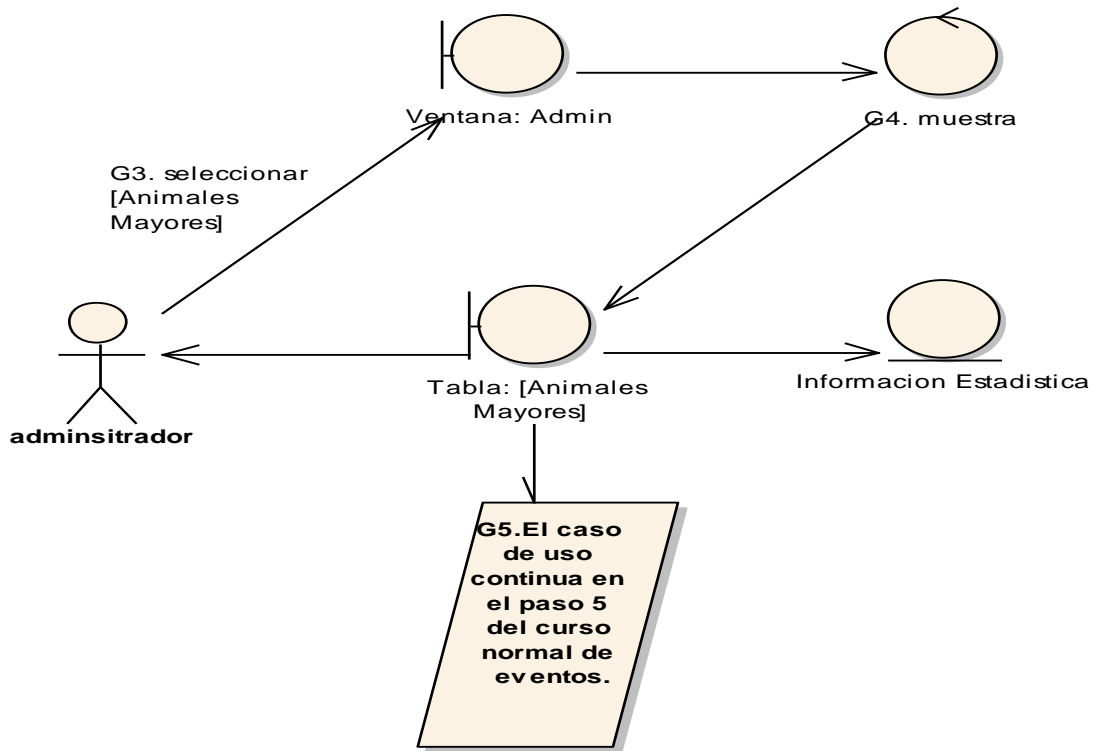 Ventana: Admin
G4. muestra
G3. seleccionar
[Animales
Mayores]
adminsitrador
Tabla: [Animales
Mayores]
Informacion Estadistica
G5.El caso
de uso
continua en
el paso 5
del curso
normal de
eventos.